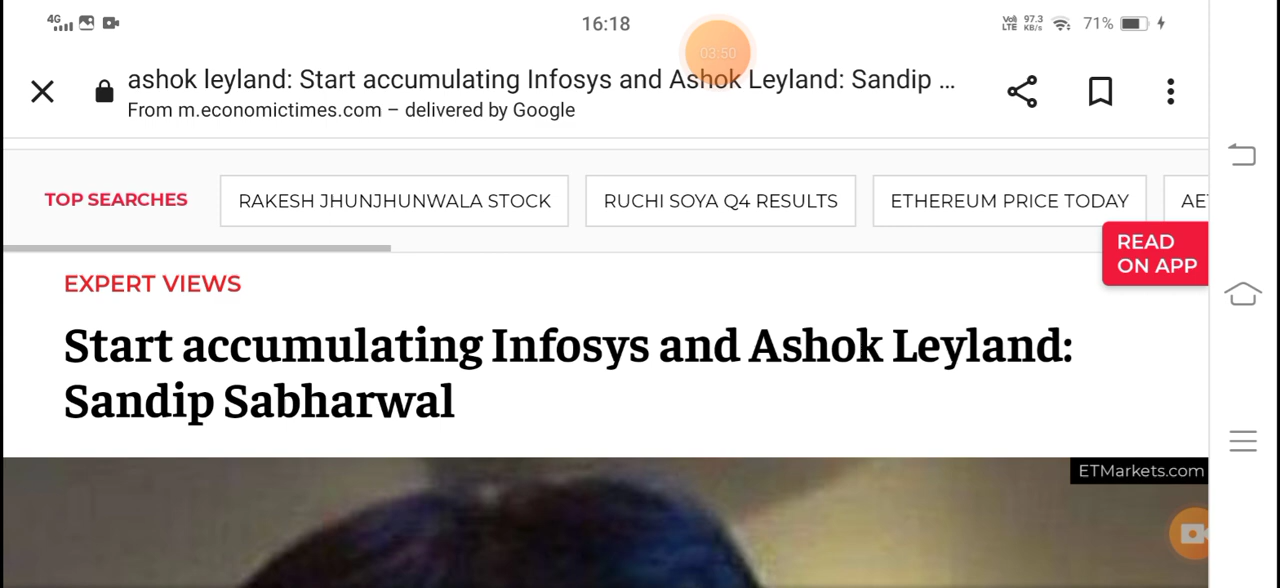 4G
16:18
03:50
Vol) LTE
97.3 KB/s
71%
ashok leyland: Start accumulating Infosys and Ashok Leyland: Sandip ...
From m.economictimes.com – delivered by Google
TOP SEARCHES
RAKESH JHUNJHUNWALA STOCK
RUCHI SOYA Q4 RESULTS
ETHEREUM PRICE TODAY
READ
ON APP
EXPERT VIEWS
Start accumulating Infosys and Ashok Leyland:
Sandip Sabharwal
ETMarkets.com